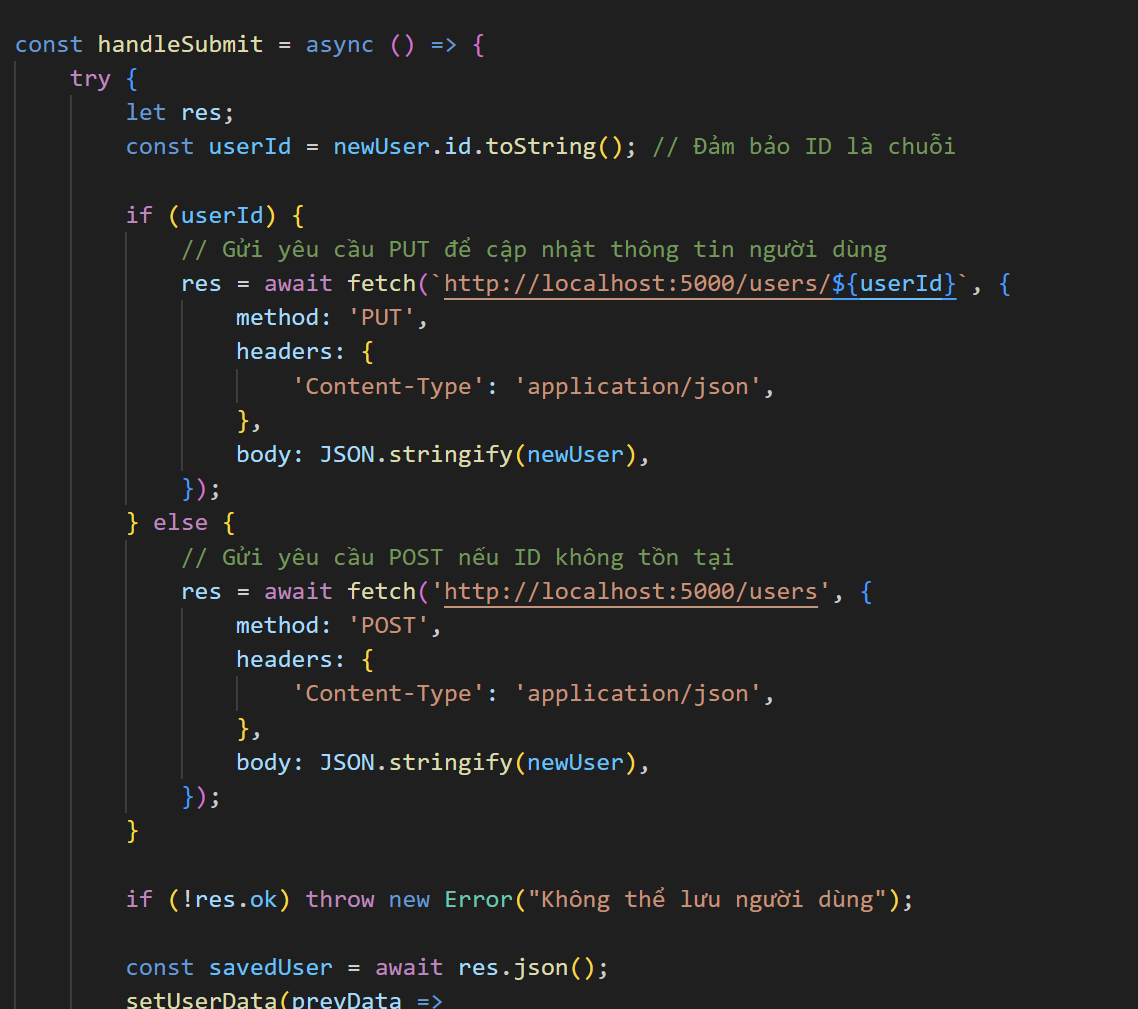 const handleSubmit = async () => {
try {
let res;
const userId = newUser.id.toString(); // Đảm bảo ID là chuỗi
if (userId) {
// Gửi yêu cầu PUT để cập nhật thông tin người dùng
res = await fetch(`http://localhost:5000/users/${userId}`, {
method: 'PUT',
headers: {
'Content-Type': 'application/json',
},
body: JSON.stringify(newUser),
});
} else {
// Gửi yêu cầu POST nếu ID không tồn tại
res = await fetch('http://localhost:5000/users', {
method: 'POST',
headers: {
'Content-Type': 'application/json',
},
body: JSON.stringify(newUser),
});
}
if (!res.ok) throw new Error("Không thể lưu người dùng");
const savedUser = await res.json();
setUserData(prevData =>